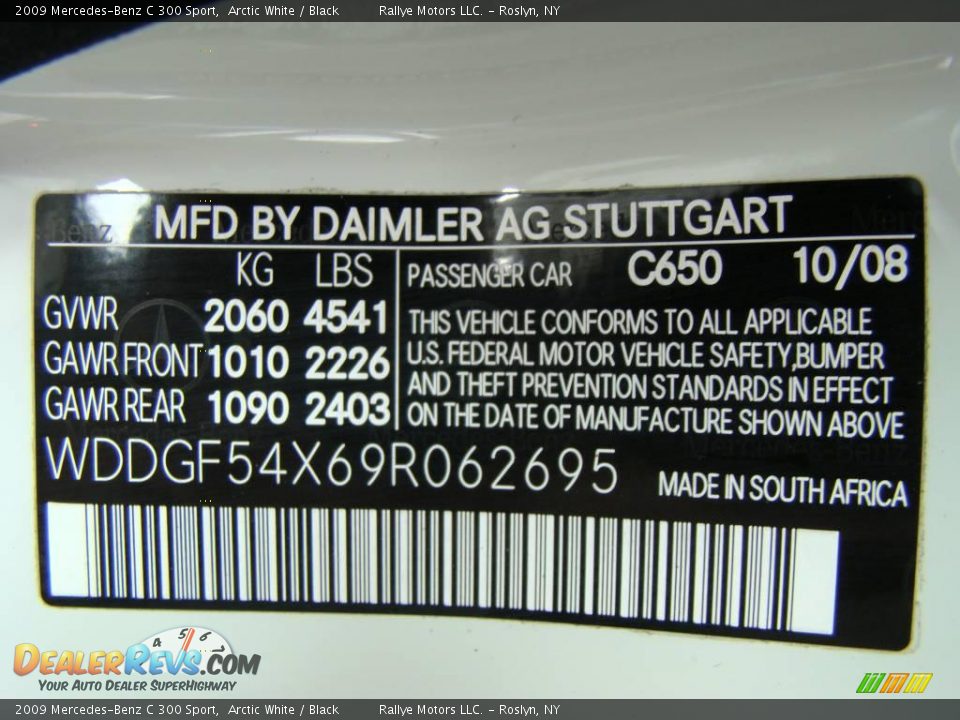 2009 Mercedes-Benz C 300 Sport, Arctic White / Black Rallye Motors LLC. - Roslyn, NY
MFD BY DAIMLER AG STUTTGART
KG LBS PASSENGER CAR C650 10/08
GVWR 2060 4541
GAWR FRONT 1010 2226
GAWR REAR 1090 2403
THIS VEHICLE CONFORMS TO ALL APPLICABLE
U.S. FEDERAL MOTOR VEHICLE SAFETY, BUMPER
AND THEFT PREVENTION STANDARDS IN EFFECT
ON THE DATE OF MANUFACTURE SHOWN ABOVE
WDDGF54X69R062695 MADE IN SOUTH AFRICA
4 5 6 7
DEALERREVS.COM
YOUR AUTO DEALER SUPERHIGHWAY
2009 Mercedes-Benz C 300 Sport, Arctic White / Black Rallye Motors LLC. - Roslyn, NY